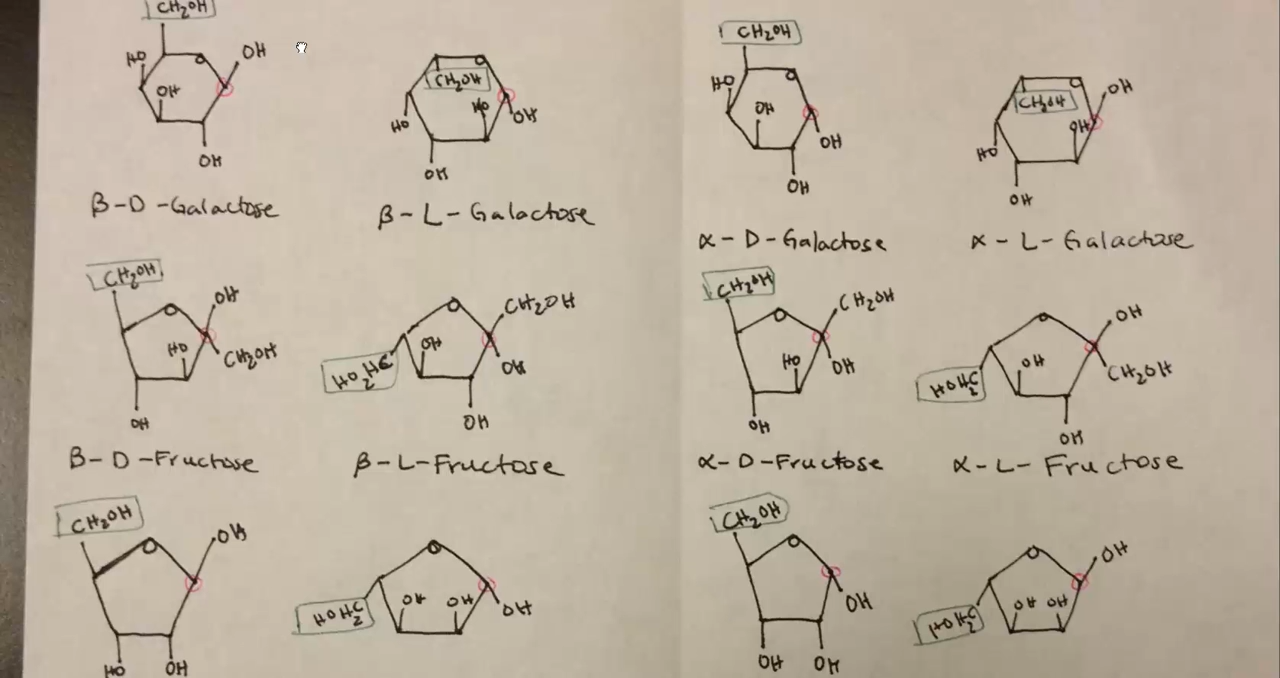 CH2OH
HO
O
OH
OH
OH
β-D-Galactose
O
CH2OH
HO
HO
OH
OH
β-L-Galactose
CH2OH
HO
O
OH
OH
OH
α-D-Galactose
O
OH
CH2OH
OH
HO
OH
α-L-Galactose
CH2OH
O
OH
HO
CH2OH
OH
β-D-Fructose
O
CH2OH
OH
HO2HC
OH
OH
β-L-Fructose
CH2OH
O
CH2OH
HO
OH
OH
α-D-Fructose
O
OH
OH
HOH2C
CH2OH
OH
α-L-Fructose
CH2OH
O
OH
HO
OH
O
OH
OH
OH
HOH2C
CH2OH
O
OH
OH
OH
O
OH
OH
OH
HOH2C